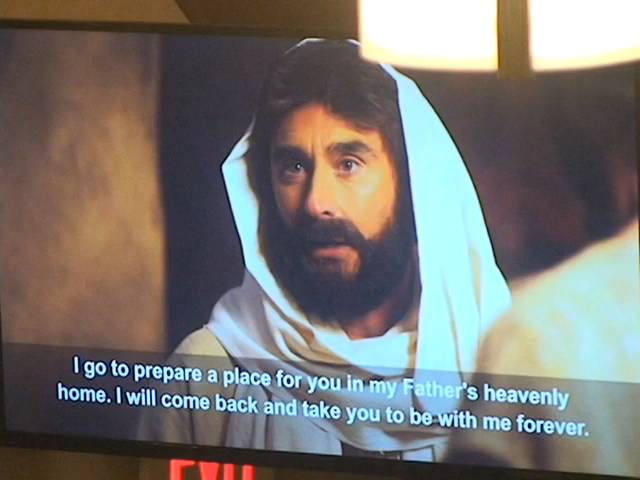 I go to prepare a place for you in my Father's heavenly
home. I will come back and take you to be with me forever.
EXIT